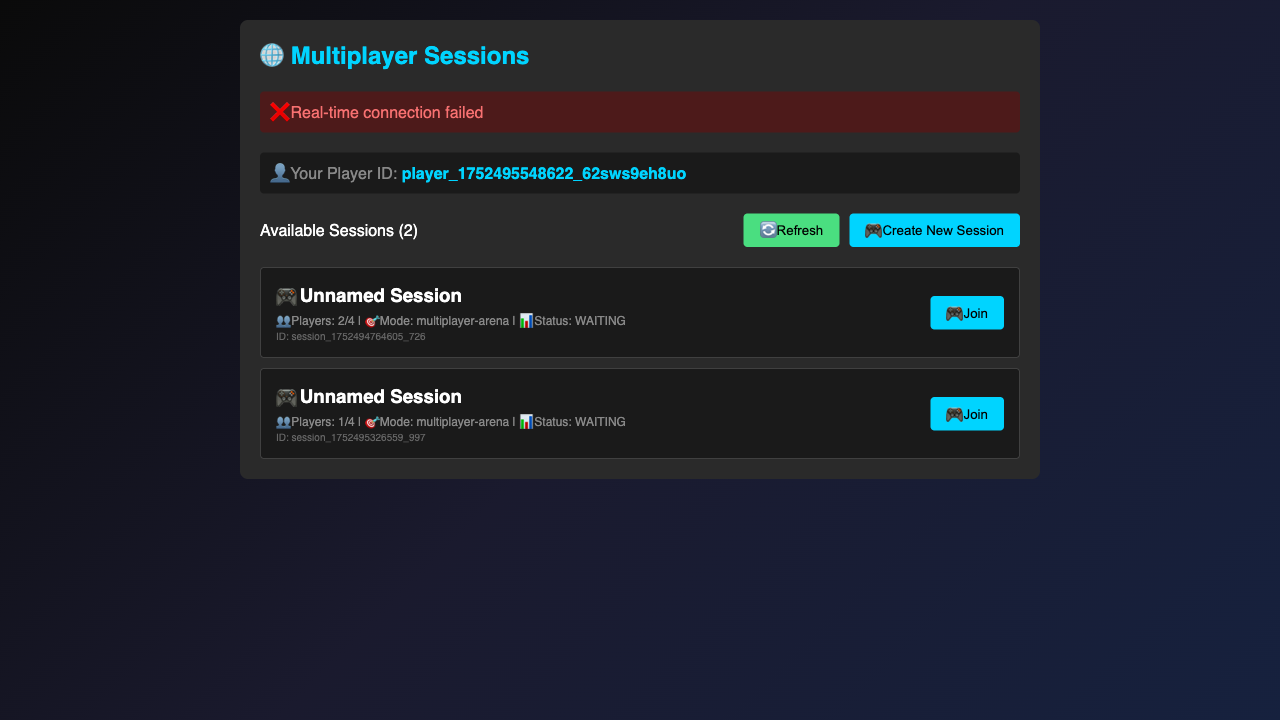 🌐 Multiplayer Sessions
❌Real-time connection failed
👤Your Player ID: player_1752495548622_62sws9eh8uo
Available Sessions (2)
🔄Refresh
🎮Create New Session
🎮Unnamed Session
👥Players: 2/4 | 🎯Mode: multiplayer-arena | 📊Status: WAITING
ID: session_1752494764605_726
🎮Join
🎮Unnamed Session
👥Players: 1/4 | 🎯Mode: multiplayer-arena | 📊Status: WAITING
ID: session_1752495326559_997
🎮Join